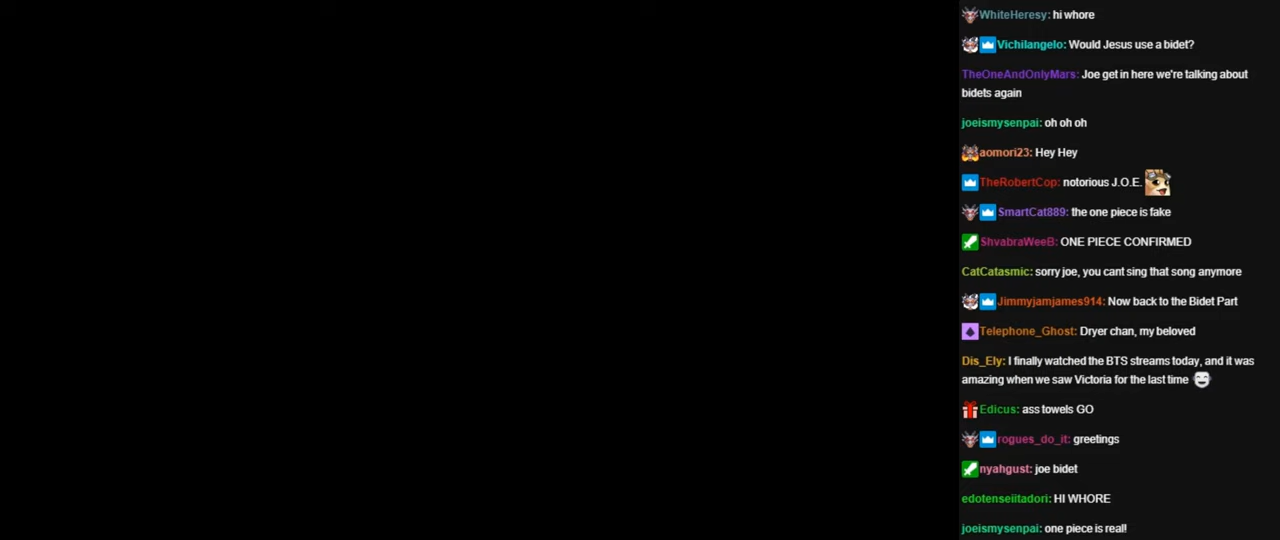 WhiteHeresy: hi whore
Vichilangelo: Would Jesus use a bidet?
TheOneAndOnlyMars: Joe get in here we're talking about
bidets again
joeismysenpai: oh oh oh
aomori23: Hey Hey
TheRobertCop: notorious J.O.E.
SmartCat889: the one piece is fake
ShvabraWeeB: ONE PIECE CONFIRMED
CatCatasmic: sorry joe, you cant sing that song anymore
Jimmyjamjames914: Now back to the Bidet Part
Telephone_Ghost: Dryer chan, my beloved
Dis_Ely: I finally watched the BTS streams today, and it was
amazing when we saw Victoria for the last time
Edicus: ass towels GO
rogues_do_it: greetings
nyahgust: joe bidet
edotenseiitadori: HI WHORE
joeismysenpai: one piece is real!